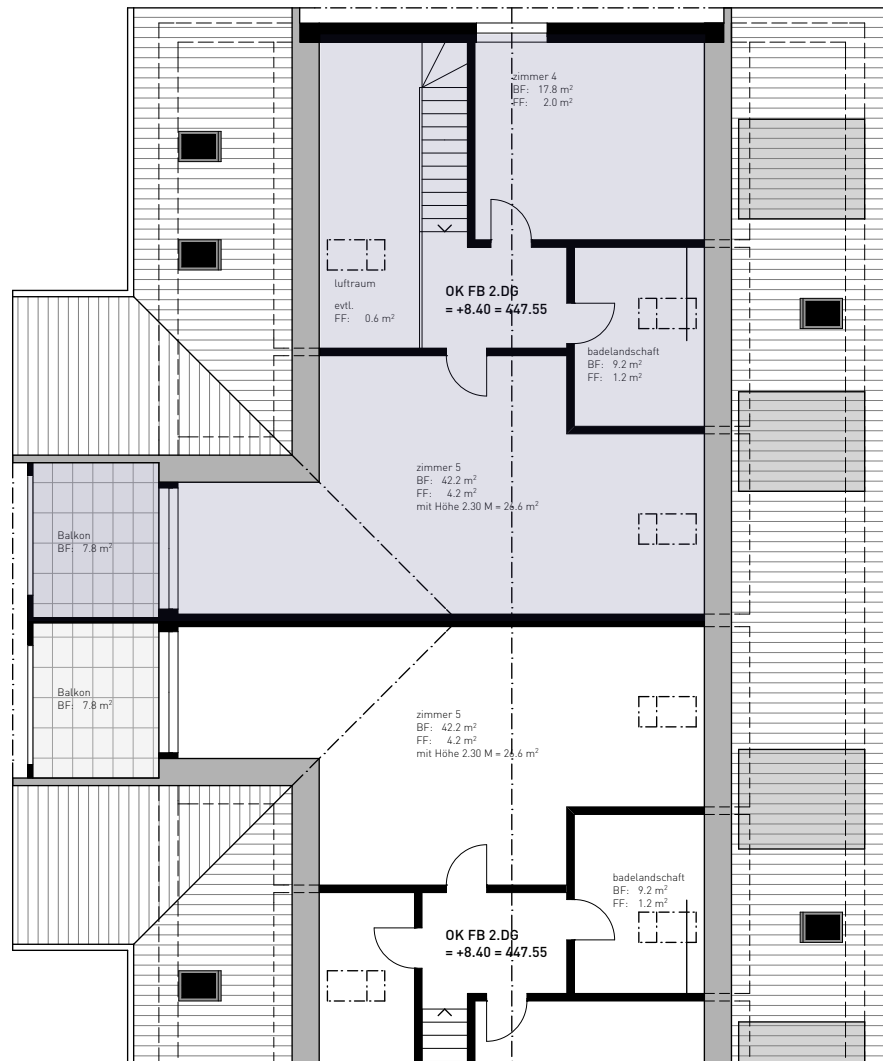 zimmer 4
BF: 17.8 m²
FF: 2.0 m²
luftraum
evtl.
FF: 0.6 m²
OK FB 2.DG
= +8.40 = 447.55
badelandschaft
BF: 9.2 m²
FF: 1.2 m²
zimmer 5
BF: 42.2 m²
FF: 4.2 m²
mit Höhe 2.30 M = 26.6 m²
Balkon
BF: 7.8 m²
Balkon
BF: 7.8 m²
zimmer 5
BF: 42.2 m²
FF: 4.2 m²
mit Höhe 2.30 M = 26.6 m²
badelandschaft
BF: 9.2 m²
FF: 1.2 m²
OK FB 2.DG
= +8.40 = 447.55